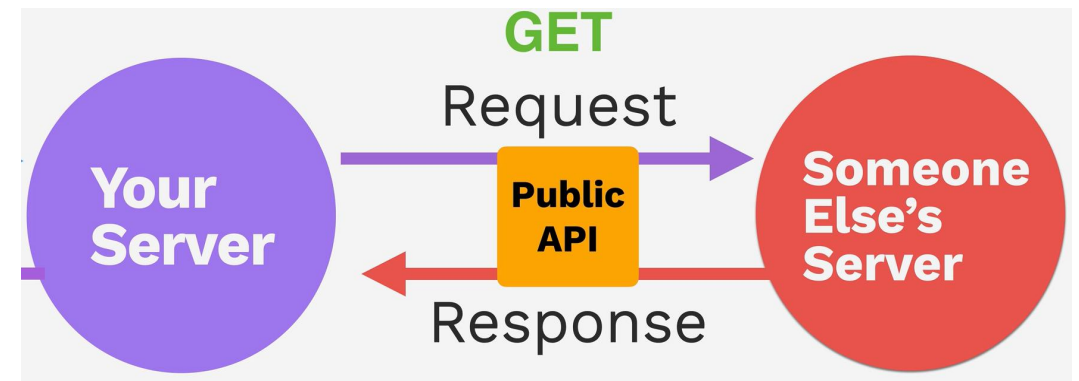 GET
Request
Your
Server
Public
API
Someone
Else's
Server
Response